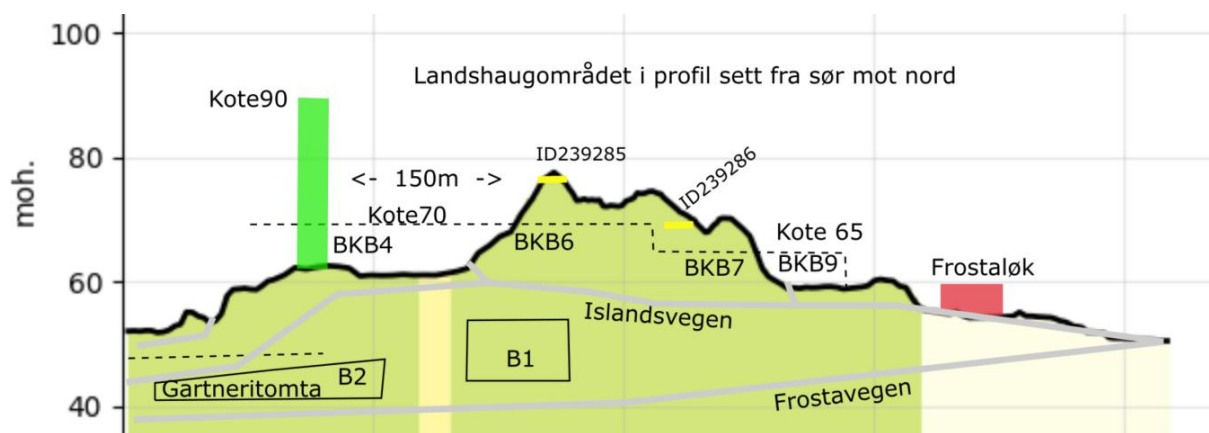 100
Landshaugområdet i profil sett fra sør mot nord
Kote90
80
moh.
ID239285
ID239286
<- 150m ->
Kote70
BKB4
BKB6
BKB7
Kote 65
BKB9
Frostaløk
60
Islandsvegen
B1
B2
Gartneritomta
Frostavegen
40